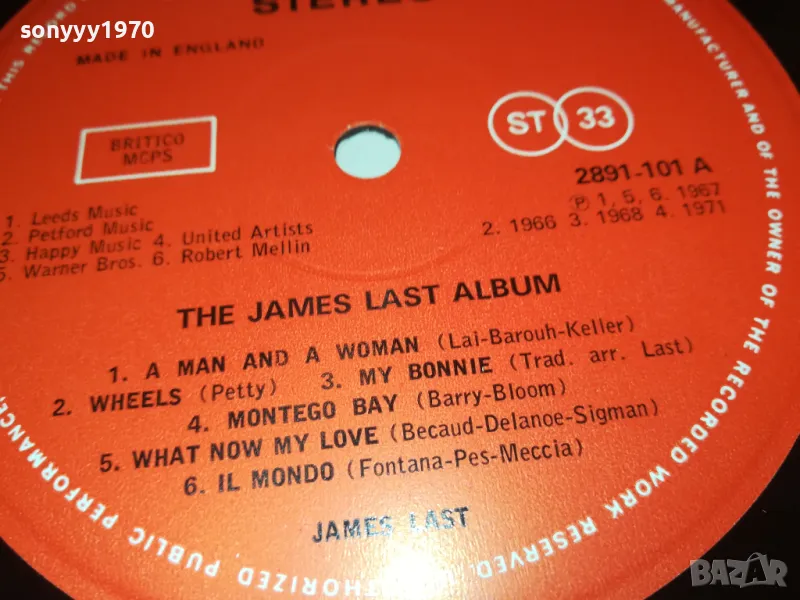 sonyyy1970
STEREO
MADE IN ENGLAND
BRITICO
MCPS
ST 33
2891-101 A
Ⓟ 1, 5, 6. 1967
2. 1966 3. 1968 4. 1971
1. Leeds Music
2. Petford Music
3. Happy Music 4. United Artists
5. Warner Bros. 6. Robert Mellin
THE JAMES LAST ALBUM
1. A MAN AND A WOMAN (Lai-Barouh-Keller)
2. WHEELS (Petty) 3. MY BONNIE (Trad. arr. Last)
4. MONTEGO BAY (Barry-Bloom)
5. WHAT NOW MY LOVE (Becaud-Delanoe-Sigman)
6. IL MONDO (Fontana-Pes-Meccia)
JAMES LAST
MANUFACTURER AND OF THE OWNER OF THE RECORDED WORK RESERVED.
PUBLIC PERFORMANCE
THIS RECORD
BAZAR